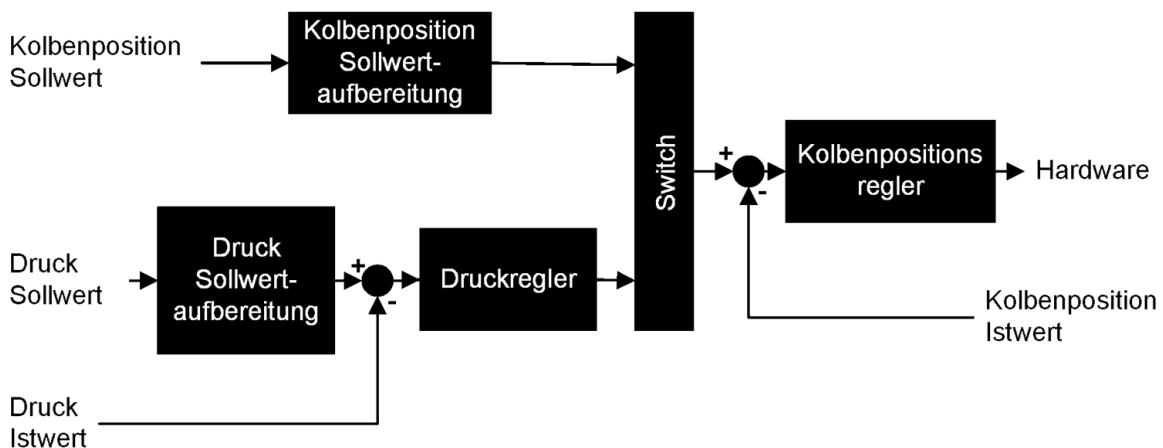 Kolbenposition
Sollwert
Kolbenposition
Sollwert-
aufbereitung
Switch
+
-
Kolbenpositions
regler
Hardware
Druck
Sollwert
Druck
Sollwert-
aufbereitung
+
-
Druckregler
Kolbenposition
Istwert
Druck
Istwert